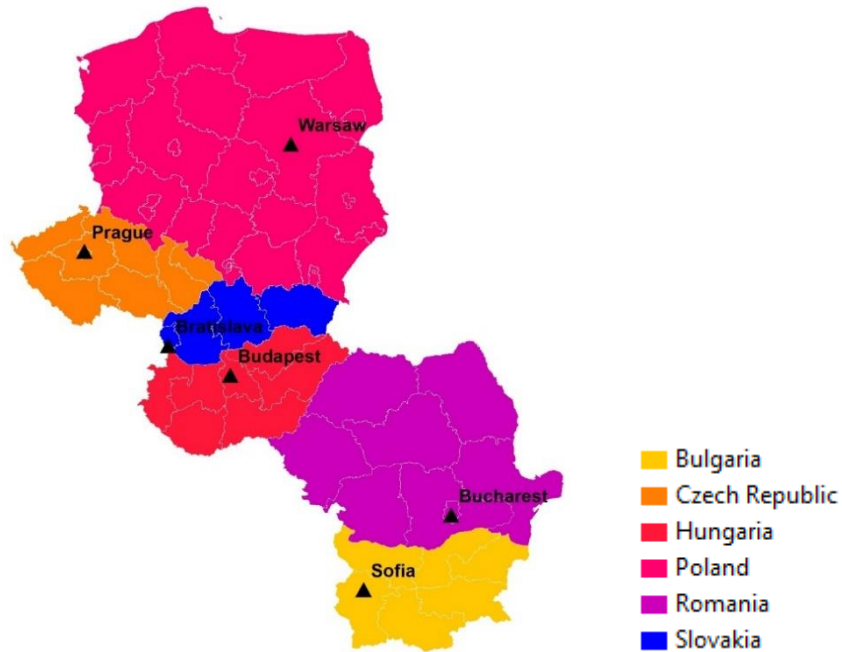 Warsaw
Prague
Bratislava
Budapest
Bucharest
Sofia
Bulgaria
Czech Republic
Hungaria
Poland
Romania
Slovakia